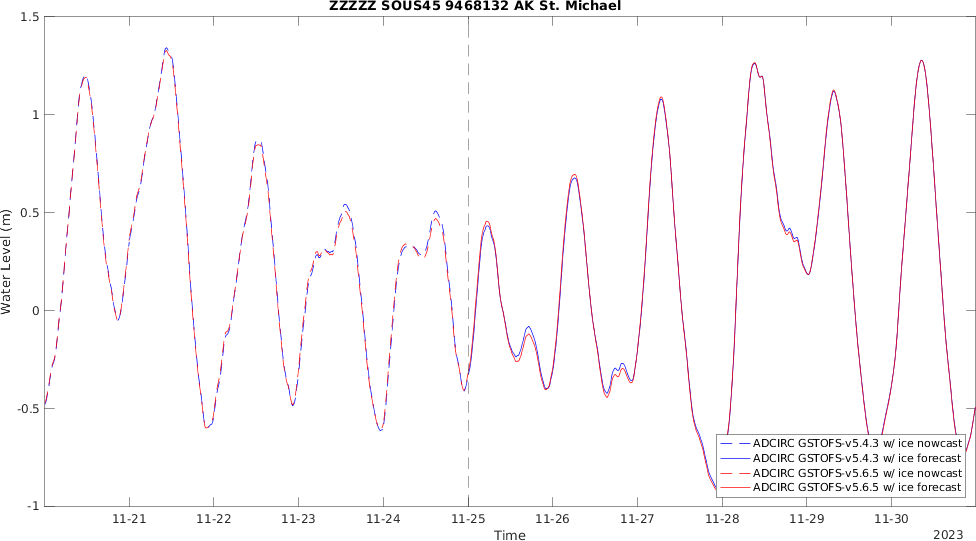 ZZZZZ SOUS45 9468132 AK St. Michael
1.5
1
0.5
0
-0.5
-1
Water Level (m)
11-21
11-22
11-23
11-24
11-25
11-26
11-27
11-28
11-29
11-30
Time
2023
ADCIRC GSTOFS-v5.4.3 w/ ice nowcast
ADCIRC GSTOFS-v5.4.3 w/ ice forecast
ADCIRC GSTOFS-v5.6.5 w/ ice nowcast
ADCIRC GSTOFS-v5.6.5 w/ ice forecast